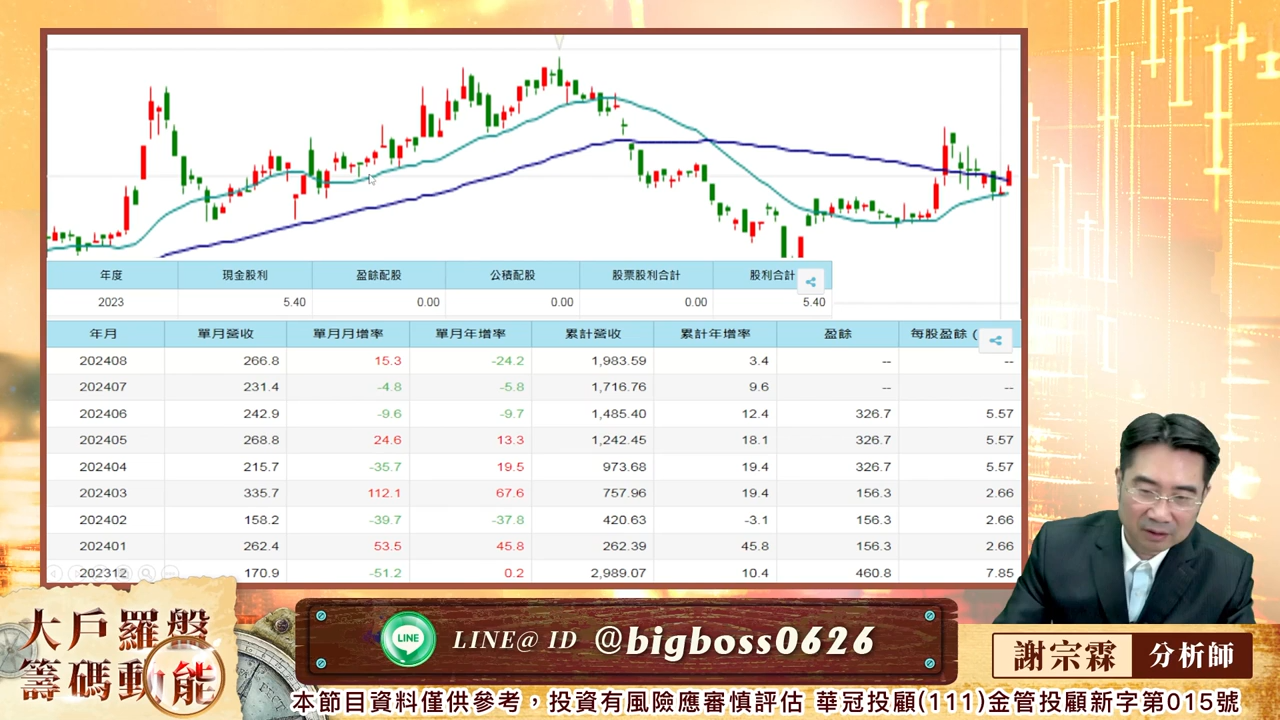 年度 現金股利 盈餘配股 公積配股 股票股利合計 股利合計
2023 5.40 0.00 0.00 0.00 5.40
年月 單月營收 單月月增率 單月年增率 累計營收 累計年增率 盈餘 每股盈餘 (
202408 266.8 15.3 -24.2 1,983.59 3.4 -- --
202407 231.4 -4.8 -5.8 1,716.76 9.6 -- --
202406 242.9 -9.6 -9.7 1,485.40 12.4 326.7 5.57
202405 268.8 24.6 13.3 1,242.45 18.1 326.7 5.57
202404 215.7 -35.7 19.5 973.68 19.4 326.7 5.57
202403 335.7 112.1 67.6 757.96 19.4 156.3 2.66
202402 158.2 -39.7 -37.8 420.63 -3.1 156.3 2.66
202401 262.4 53.5 45.8 262.39 45.8 156.3 2.66
202312 170.9 -51.2 0.2 2,989.07 10.4 460.8 7.85
大戶羅盤
籌碼動能
LINE LINE@ ID @bigboss0626
謝宗霖 分析師
本節目資料僅供參考，投資有風險應審慎評估 華冠投顧(111)金管投顧新字第015號